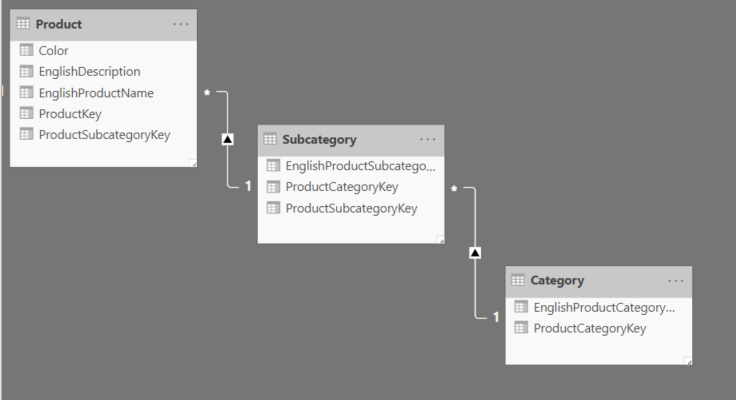 Product ...
Color
EnglishDescription
EnglishProductName
ProductKey
ProductSubcategoryKey
*
1
Subcategory ...
EnglishProductSubcatego...
ProductCategoryKey
ProductSubcategoryKey
*
1
Category ...
EnglishProductCategory...
ProductCategoryKey